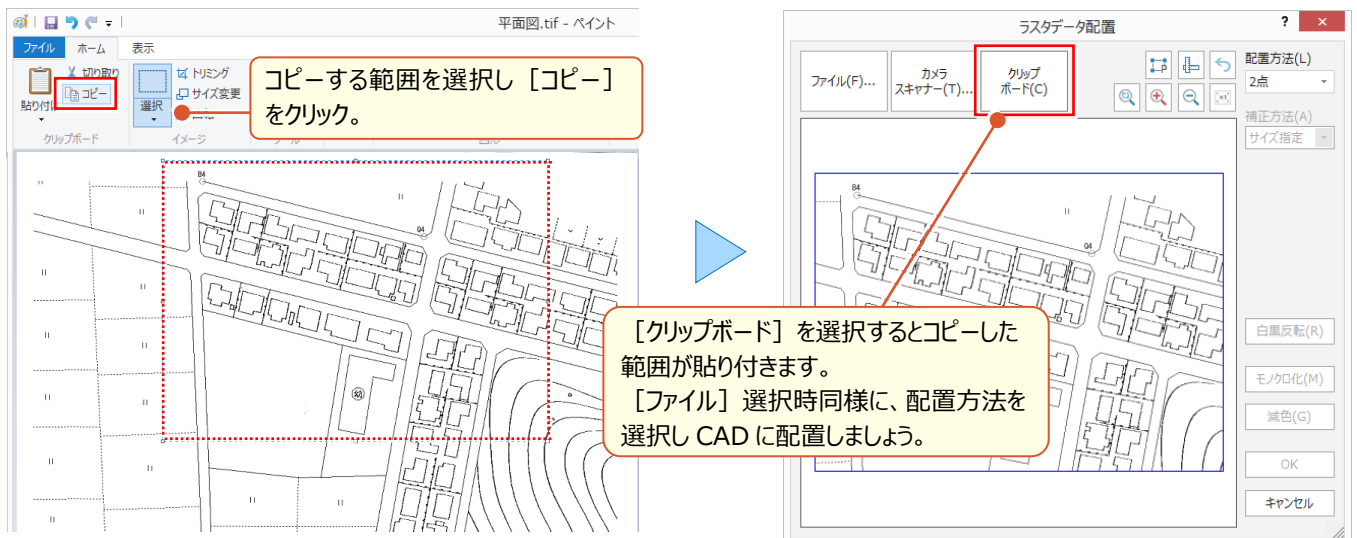 平面図.tif - ペイント
ファイル ホーム 表示
切り取り
コピー
貼り付け
選択
トリミング
サイズ変更
クリップボード
イメージ
コピーする範囲を選択し［コピー］
をクリック。
B4
04
幼
ラスタデータ配置
? ×
ファイル(F)...
カメラ
スキャナー(T)...
クリップ
ボード(C)
配置方法(L)
2点
補正方法(A)
サイズ指定
B4
04
［クリップボード］を選択するとコピーした
範囲が貼り付きます。
［ファイル］選択時同様に、配置方法を
選択し CAD に配置しましょう。
白黒反転(R)
モノクロ化(M)
減色(G)
OK
キャンセル